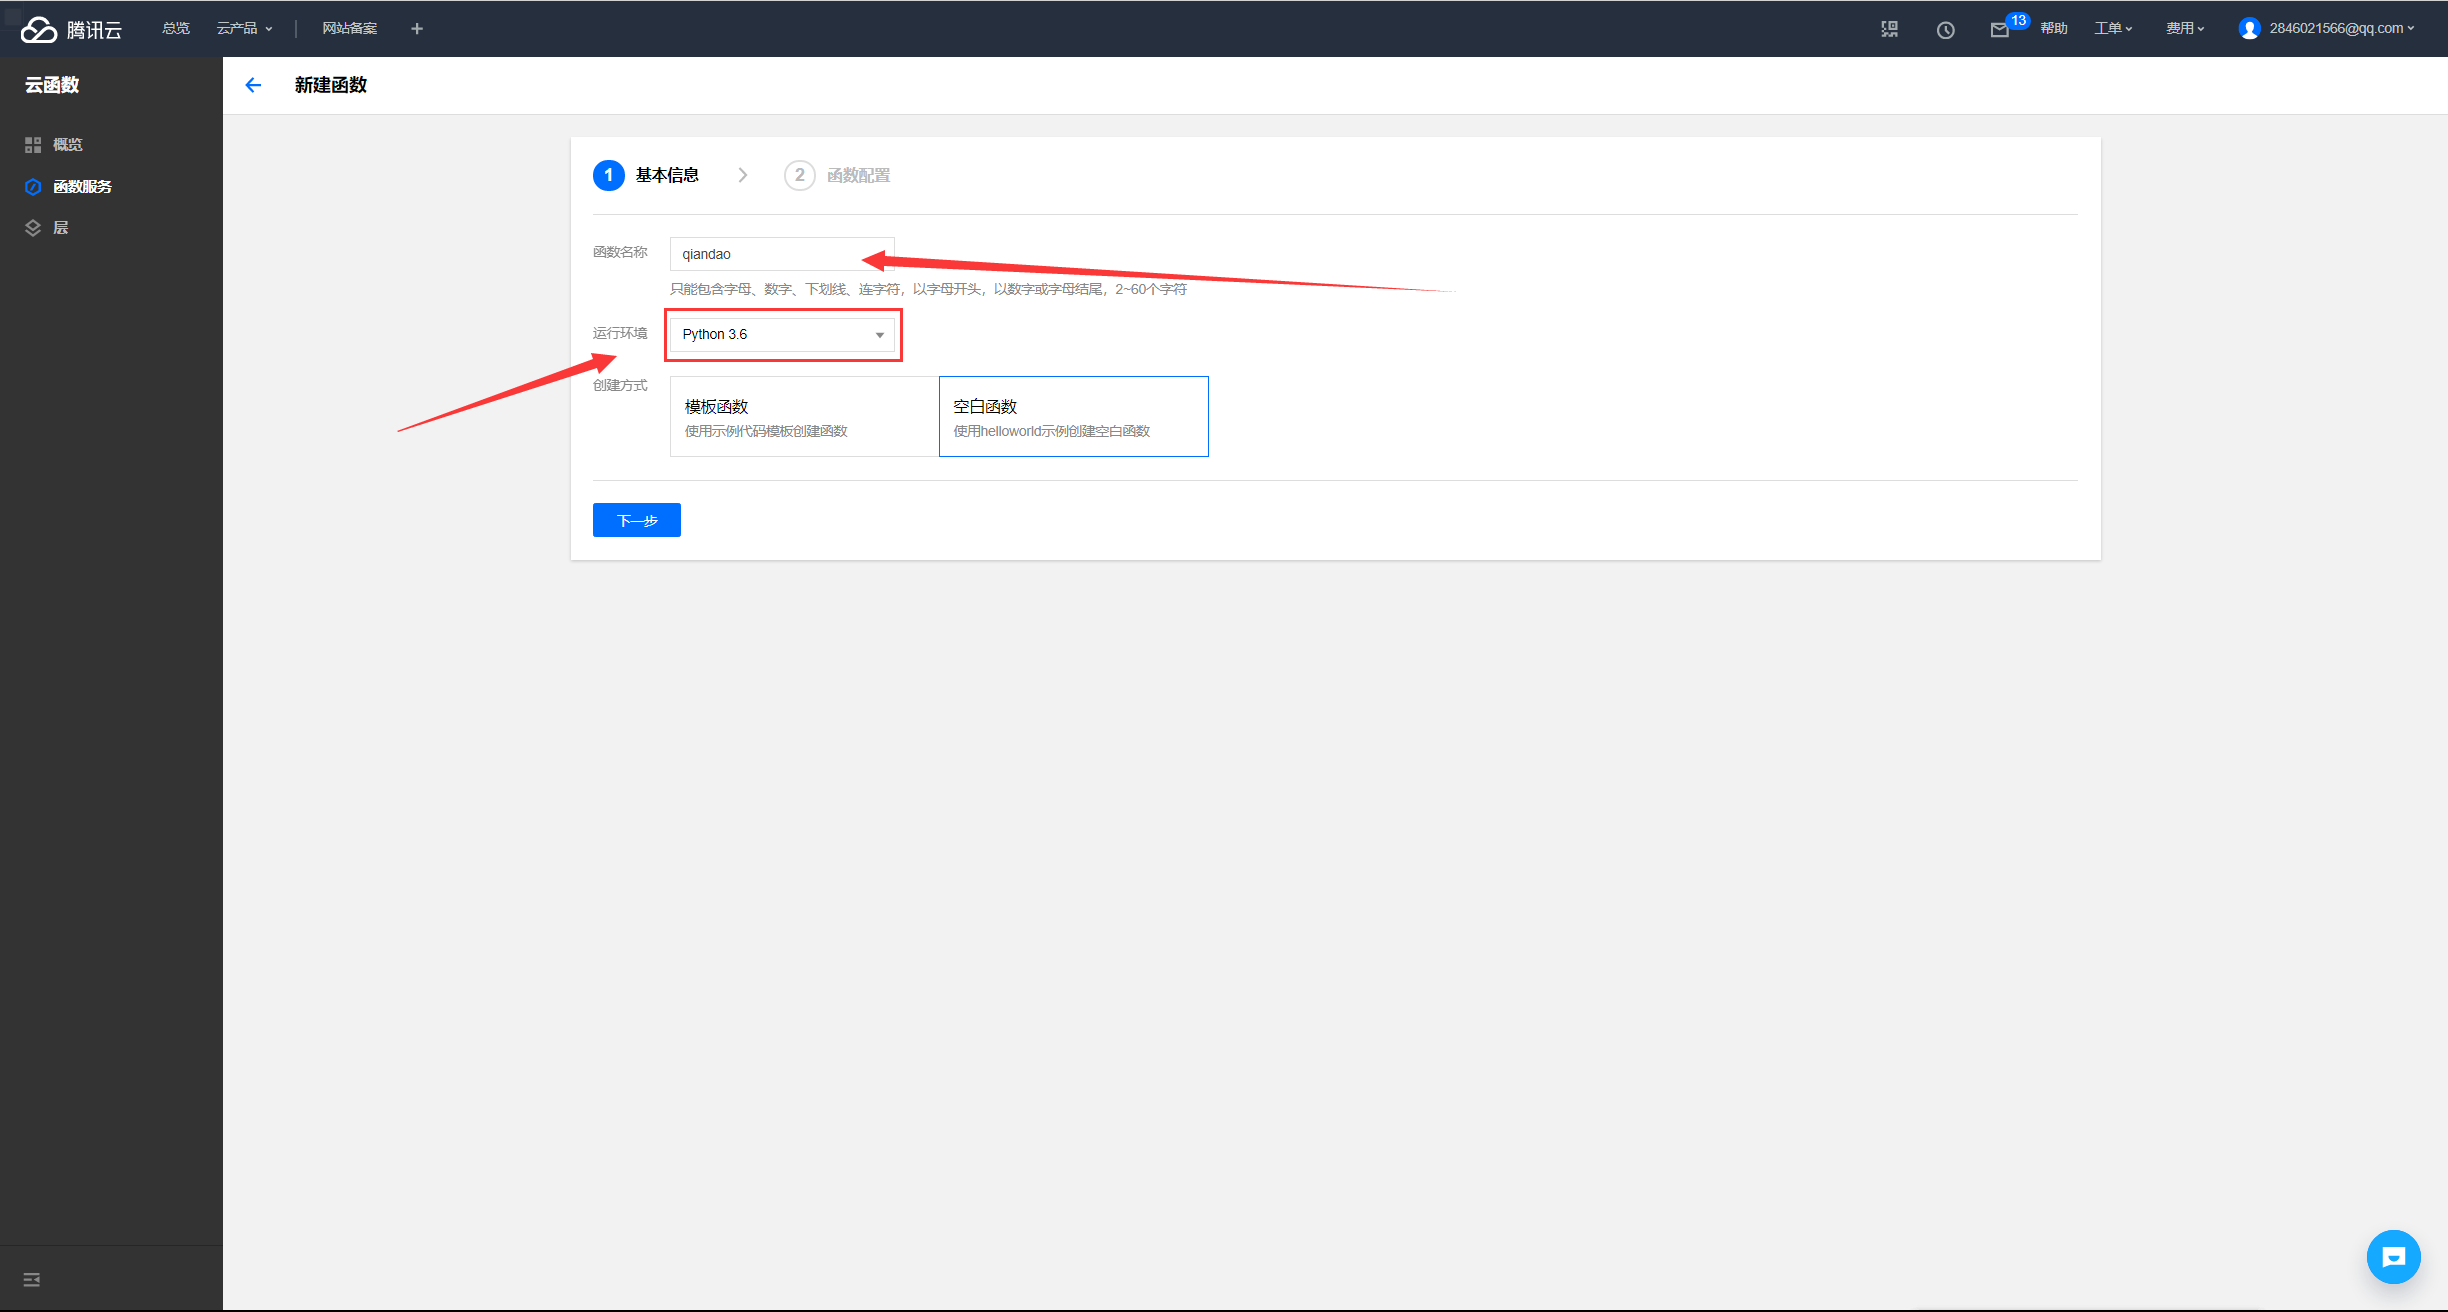 腾讯云 总览 云产品 网站备案 + 13 帮助 工单 费用 2846021566@qq.com
云函数
概览
函数服务
层
新建函数
1 基本信息 2 函数配置
函数名称 qiandao
只能包含字母、数字、下划线、连字符，以字母开头，以数字或字母结尾，2~60个字符
运行环境 Python 3.6
创建方式
模板函数 空白函数
使用示例代码模板创建函数 使用helloworld示例创建空白函数
下一步